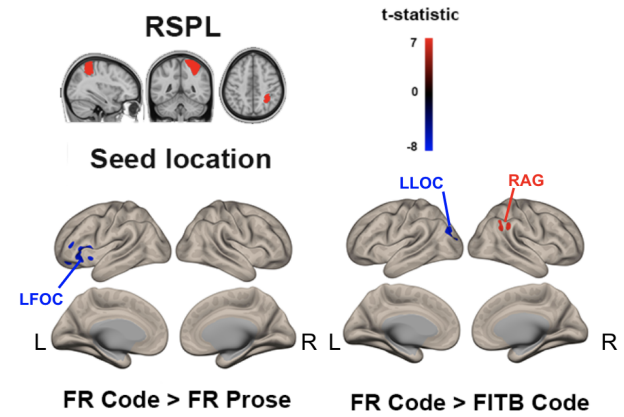 RSPL
t-statistic
7
0
-8
Seed location
LLOC
RAG
LFOC
L
R
L
R
FR Code > FR Prose
FR Code > FITB Code